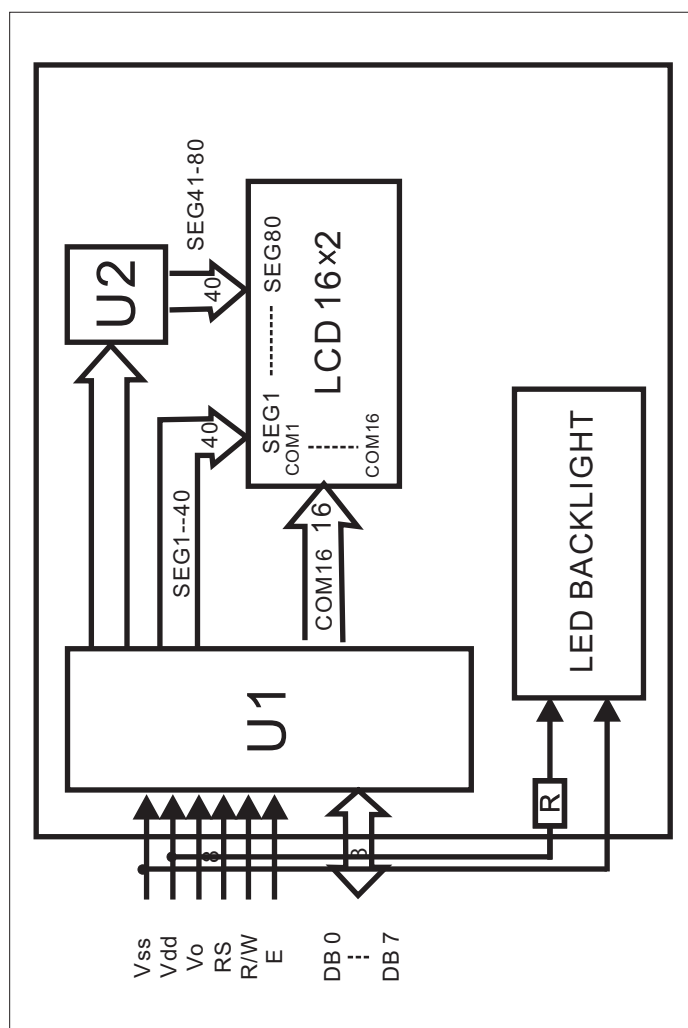 Vss
Vdd
Vo
RS
R/W
E
DB0
DB7
8
U1
SEG1--40
40
COM16
16
U2
SEG41-80
40
SEG1
SEG80
COM1
COM16
LCD 16×2
R
LED BACKLIGHT